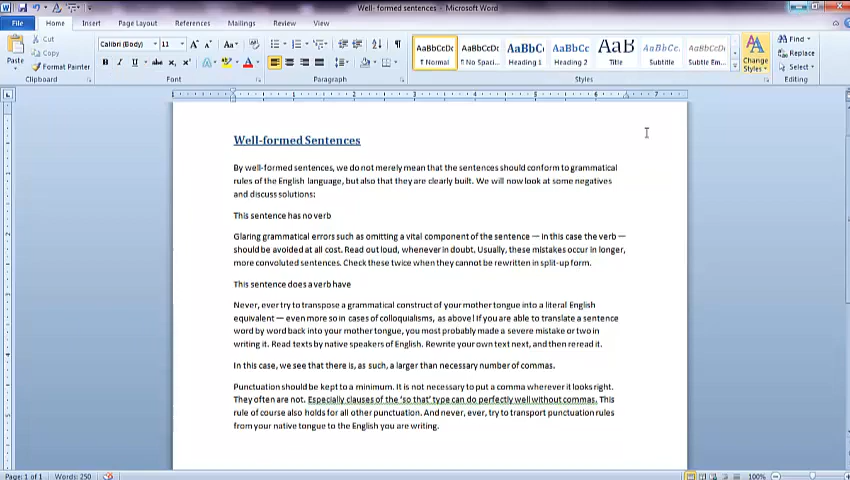 Well- formed sentences - Microsoft Word
File Home Insert Page Layout References Mailings Review View
Cut
Copy
Paste Format Painter
Calibri (Body) 11
AaBbCcDc AaBbCcDc AaBbC AaBbCc AaB AaBbCc. AaBbCcDc
¶ Normal ¶ No Spaci... Heading 1 Heading 2 Title Subtitle Subtle Em...
Change Styles
Find
Replace
Select
Clipboard Font Paragraph Styles Editing
1 1 2 3 4 5 6 7
Well-formed Sentences
By well-formed sentences, we do not merely mean that the sentences should conform to grammatical
rules of the English language, but also that they are clearly built. We will now look at some negatives
and discuss solutions:
This sentence has no verb
Glaring grammatical errors such as omitting a vital component of the sentence — in this case the verb —
should be avoided at all cost. Read out loud, whenever in doubt. Usually, these mistakes occur in longer,
more convoluted sentences. Check these twice when they cannot be rewritten in split-up form.
This sentence does a verb have
Never, ever try to transpose a grammatical construct of your mother tongue into a literal English
equivalent — even more so in cases of colloquialisms, as above! If you are able to translate a sentence
word by word back into your mother tongue, you most probably made a severe mistake or two in
writing it. Read texts by native speakers of English. Rewrite your own text next, and then reread it.
In this case, we see that there is, as such, a larger than necessary number of commas.
Punctuation should be kept to a minimum. It is not necessary to put a comma wherever it looks right.
They often are not. Especially clauses of the 'so that' type can do perfectly well without commas. This
rule of course also holds for all other punctuation. And never, ever, try to transport punctuation rules
from your native tongue to the English you are writing.
Page: 1 of 1 Words: 250 100%